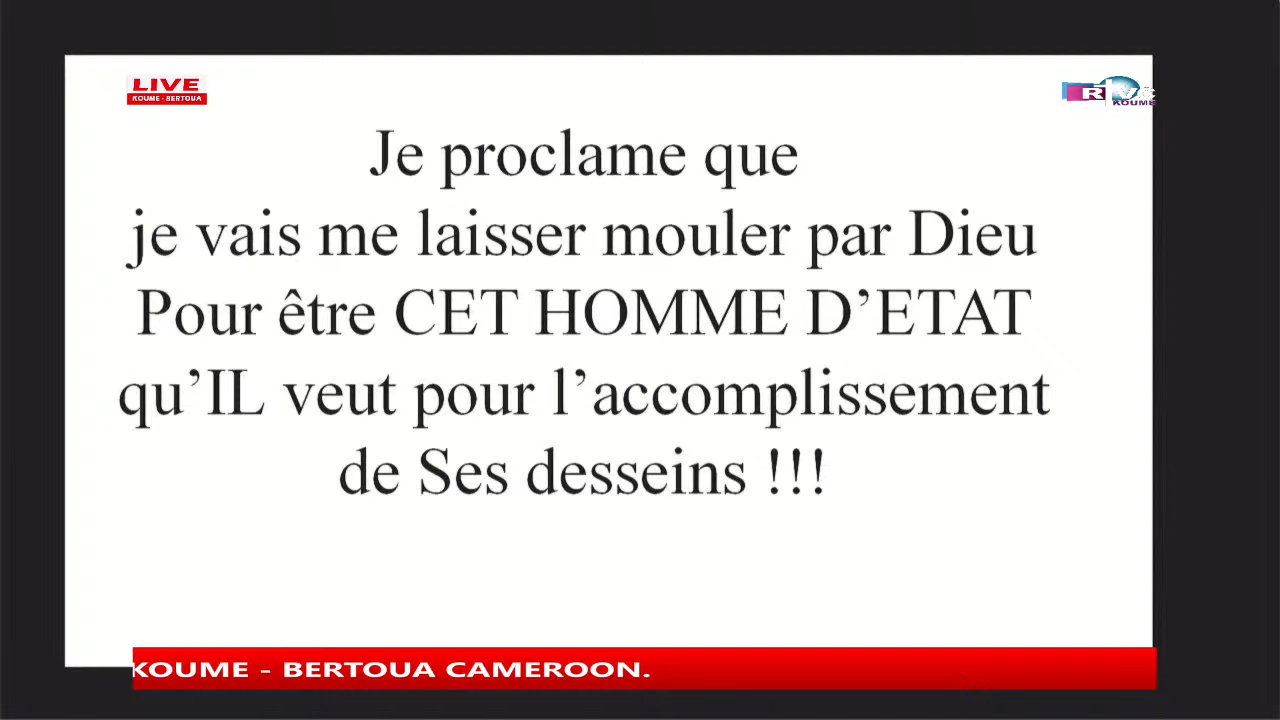 LIVE
KOUME - BERTOUA
KOUME
Je proclame que
je vais me laisser mouler par Dieu
Pour être CET HOMME D’ETAT
qu’IL veut pour l’accomplissement
de Ses desseins !!!
KOUME - BERTOUA CAMEROON.